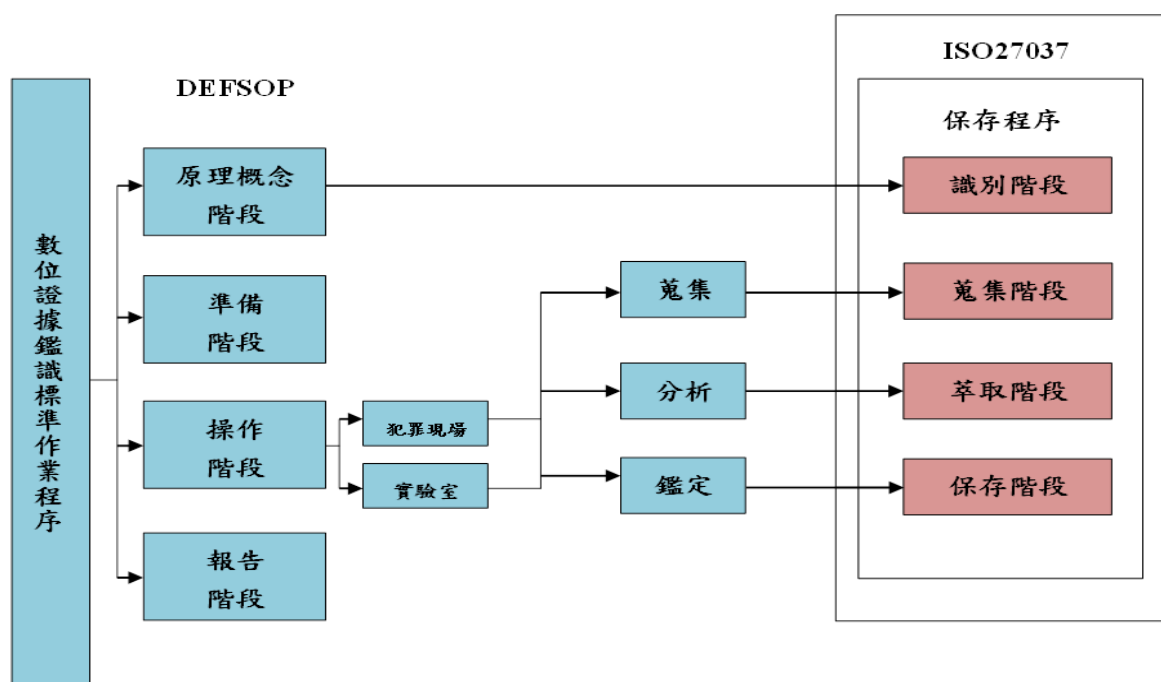 ISO27037
DEFSOP
保存程序
數位證據鑑識標準作業程序
原理概念
階段
識別階段
準備
階段
蒐集
蒐集階段
操作
階段
犯罪現場
實驗室
分析
萃取階段
鑑定
保存階段
報告
階段